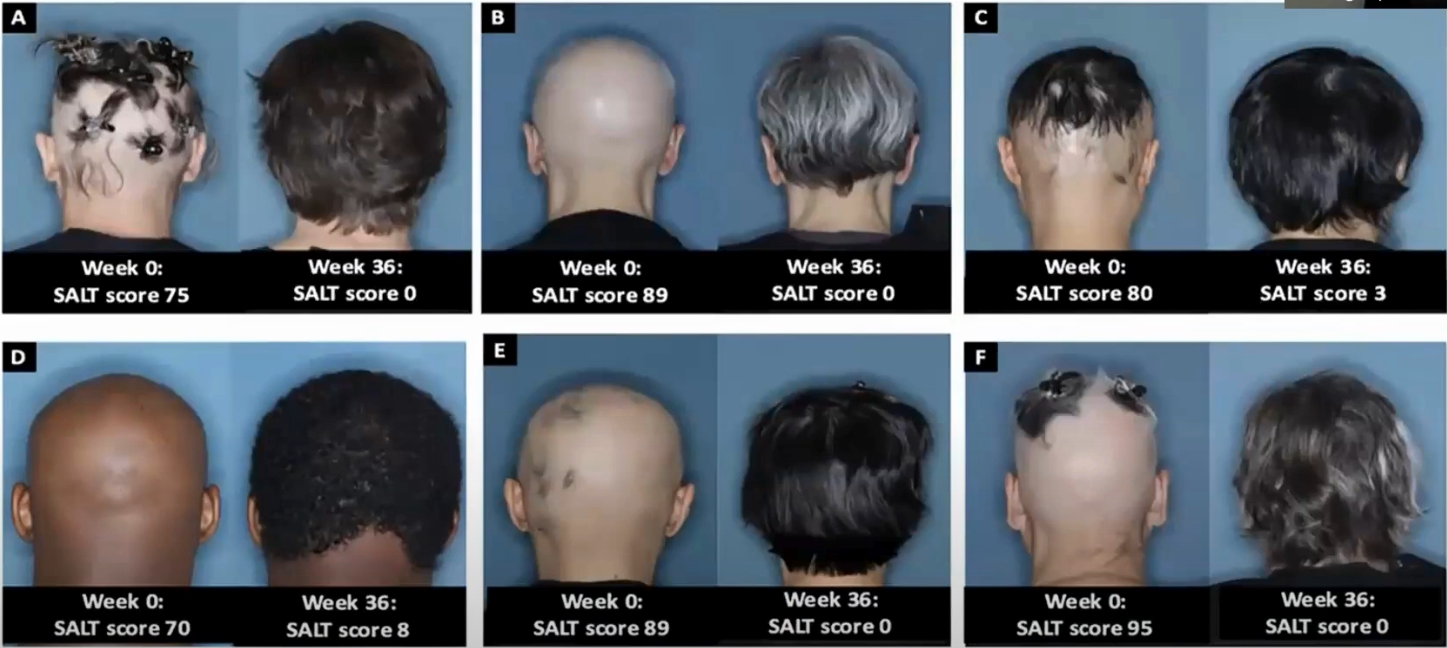 A
Week 0:
SALT score 75
Week 36:
SALT score 0
B
Week 0:
SALT score 89
Week 36:
SALT score 0
C
Week 0:
SALT score 80
Week 36:
SALT score 3
D
Week 0:
SALT score 70
Week 36:
SALT score 8
E
Week 0:
SALT score 89
Week 36:
SALT score 0
F
Week 0:
SALT score 95
Week 36:
SALT score 0